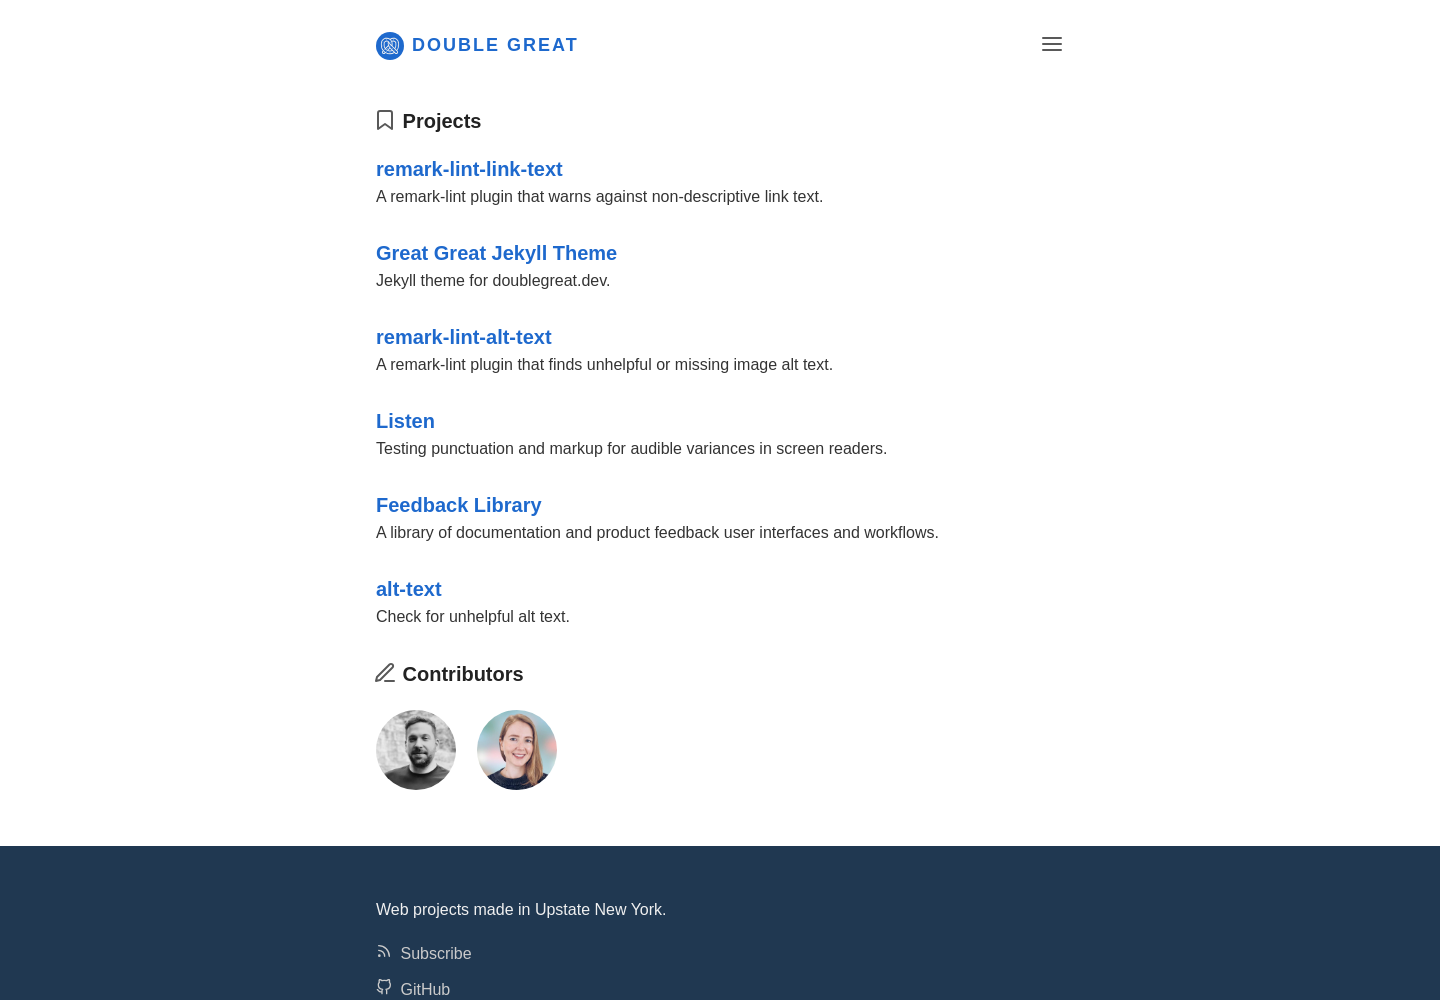 DOUBLE GREAT
Projects
remark-lint-link-text
A remark-lint plugin that warns against non-descriptive link text.
Great Great Jekyll Theme
Jekyll theme for doublegreat.dev.
remark-lint-alt-text
A remark-lint plugin that finds unhelpful or missing image alt text.
Listen
Testing punctuation and markup for audible variances in screen readers.
Feedback Library
A library of documentation and product feedback user interfaces and workflows.
alt-text
Check for unhelpful alt text.
Contributors
Web projects made in Upstate New York.
Subscribe
GitHub